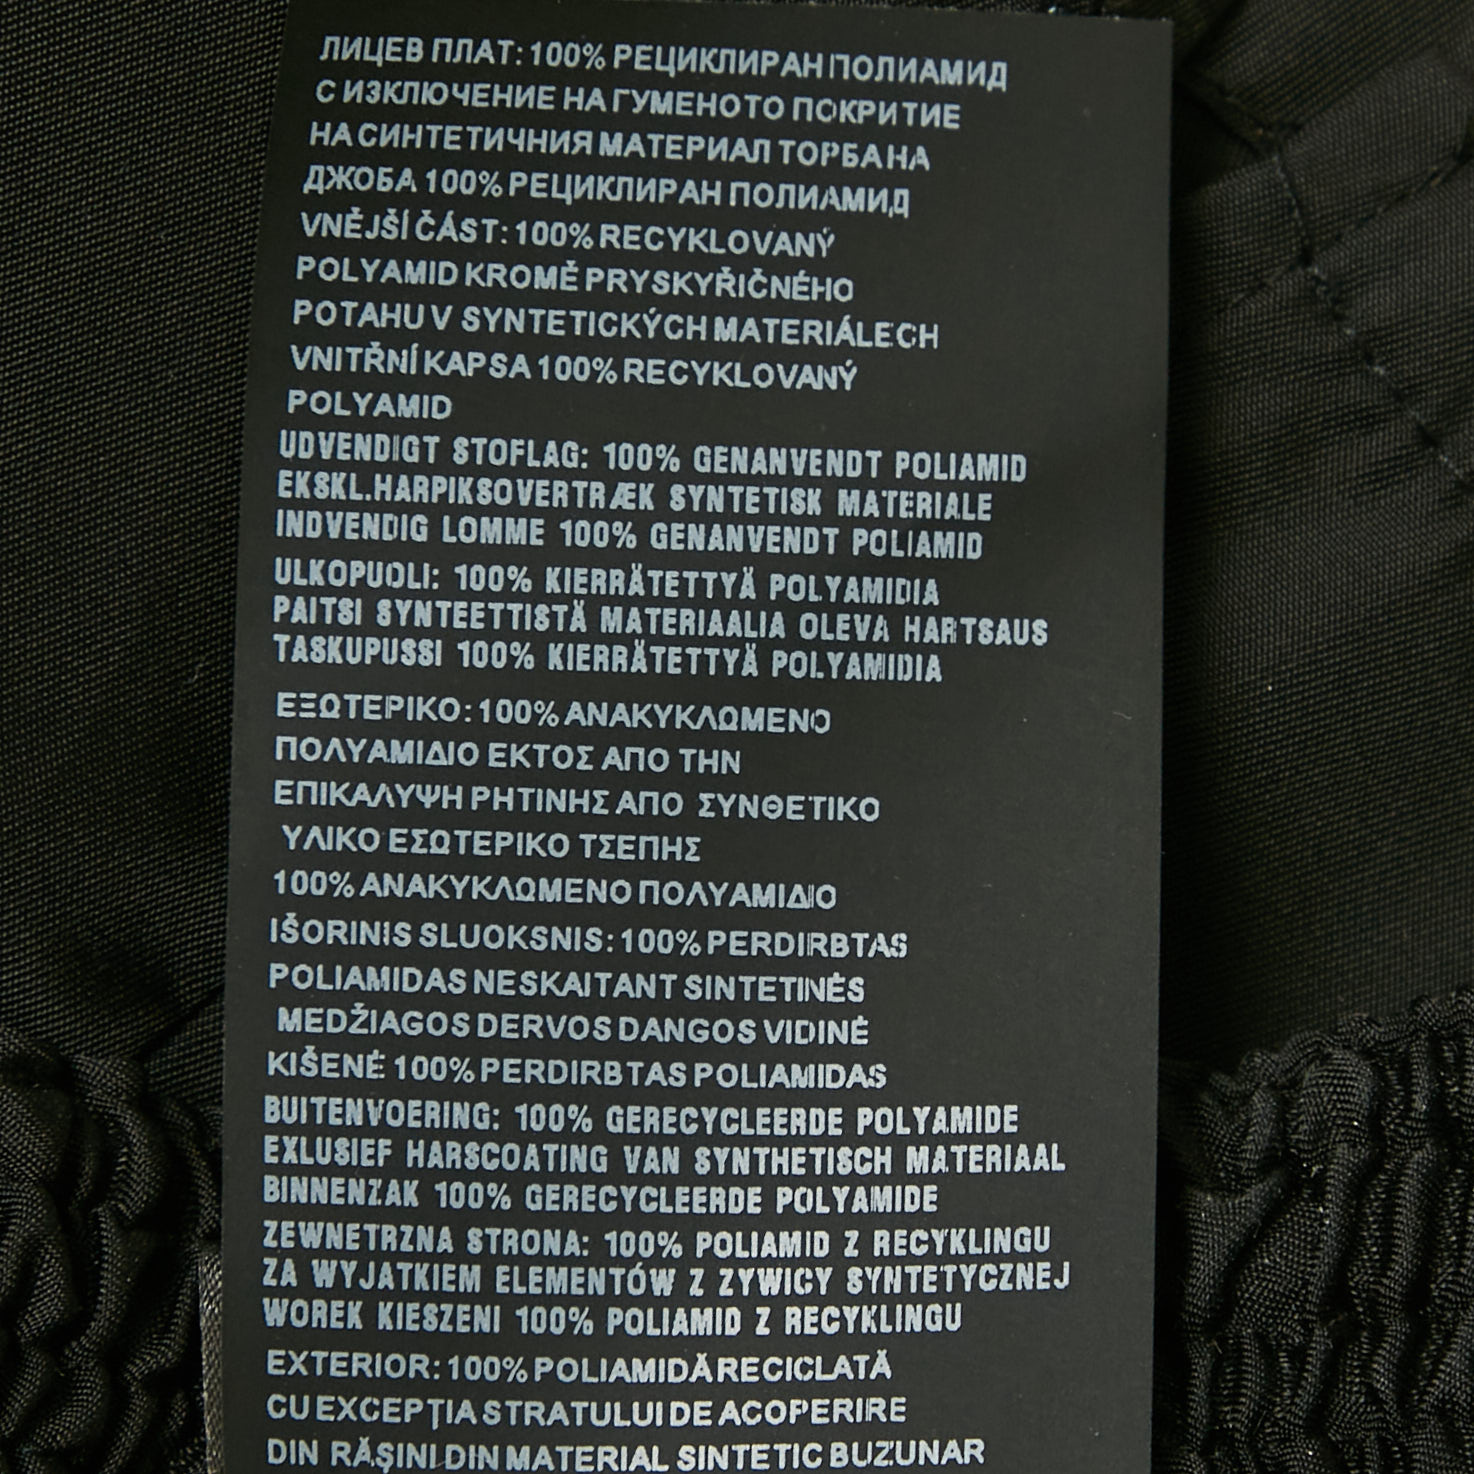 ЛИЦЕВ ПЛАТ: 100% РЕЦИКЛИРАН ПОЛИАМИД
С ИЗКЛЮЧЕНИЕ НА ГУМЕНОТО ПОКРИТИЕ
НА СИНТЕТИЧНИЯ МАТЕРИАЛ ТОРБА НА
ДЖОБА 100% РЕЦИКЛИРАН ПОЛИАМИД
VNĚJŠÍ ČÁST: 100% RECYKLOVANÝ
POLYAMID KROMĚ PRYSKYŘIČNÉHO
POTAHU V SYNTETICKÝCH MATERIÁLECH
VNITŘNÍ KAPSA 100% RECYKLOVANÝ
POLYAMID
UDVENDIGT STOFLAG: 100% GENANVENDT POLIAMID
EKSKL.HARPIKSOVERTRÆK SYNTETISK MATERIALE
INDVENDIG LOMME 100% GENANVENDT POLIAMID
ULKOPUOLI: 100% KIERRÄTETTYÄ POLYAMIDIA
PAITSI SYNTEETTISTÄ MATERIAALIA OLEVA HARTSAUS
TASKUPUSSI 100% KIERRÄTETTYÄ POLYAMIDIA
ΕΞΩΤΕΡΙΚΟ: 100% ΑΝΑΚΥΚΛΩΜΕΝΟ
ΠΟΛΥΑΜΙΔΙΟ ΕΚΤΟΣ ΑΠΟ ΤΗΝ
ΕΠΙΚΑΛΥΨΗ ΡΗΤΙΝΗΣ ΑΠΟ ΣΥΝΘΕΤΙΚΟ
ΥΛΙΚΟ ΕΣΩΤΕΡΙΚΟ ΤΣΕΠΗΣ
100% ΑΝΑΚΥΚΛΩΜΕΝΟ ΠΟΛΥΑΜΙΔΙΟ
IŠORINIS SLUOKSNIS: 100% PERDIRBTAS
POLIAMIDAS NESKAITANT SINTETINĖS
MEDŽIAGOS DERVOS DANGOS VIDINĖ
KIŠENĖ 100% PERDIRBTAS POLIAMIDAS
BUITENVOERING: 100% GERECYCLEERDE POLYAMIDE
EXLUSIEF HARSCOATING VAN SYNTHETISCH MATERIAAL
BINNENZAK 100% GERECYCLEERDE POLYAMIDE
ZEWNETRZNA STRONA: 100% POLIAMID Z RECYKLINGU
ZA WYJATKIEM ELEMENTÓW Z ZYWICY SYNTETYCZNEJ
WOREK KIESZENI 100% POLIAMID Z RECYKLINGU
EXTERIOR: 100% POLIAMIDĂ RECICLATĂ
CU EXCEPȚIA STRATULUI DE ACOPERIRE
DIN RĂȘINI DIN MATERIAL SINTETIC BUZUNAR